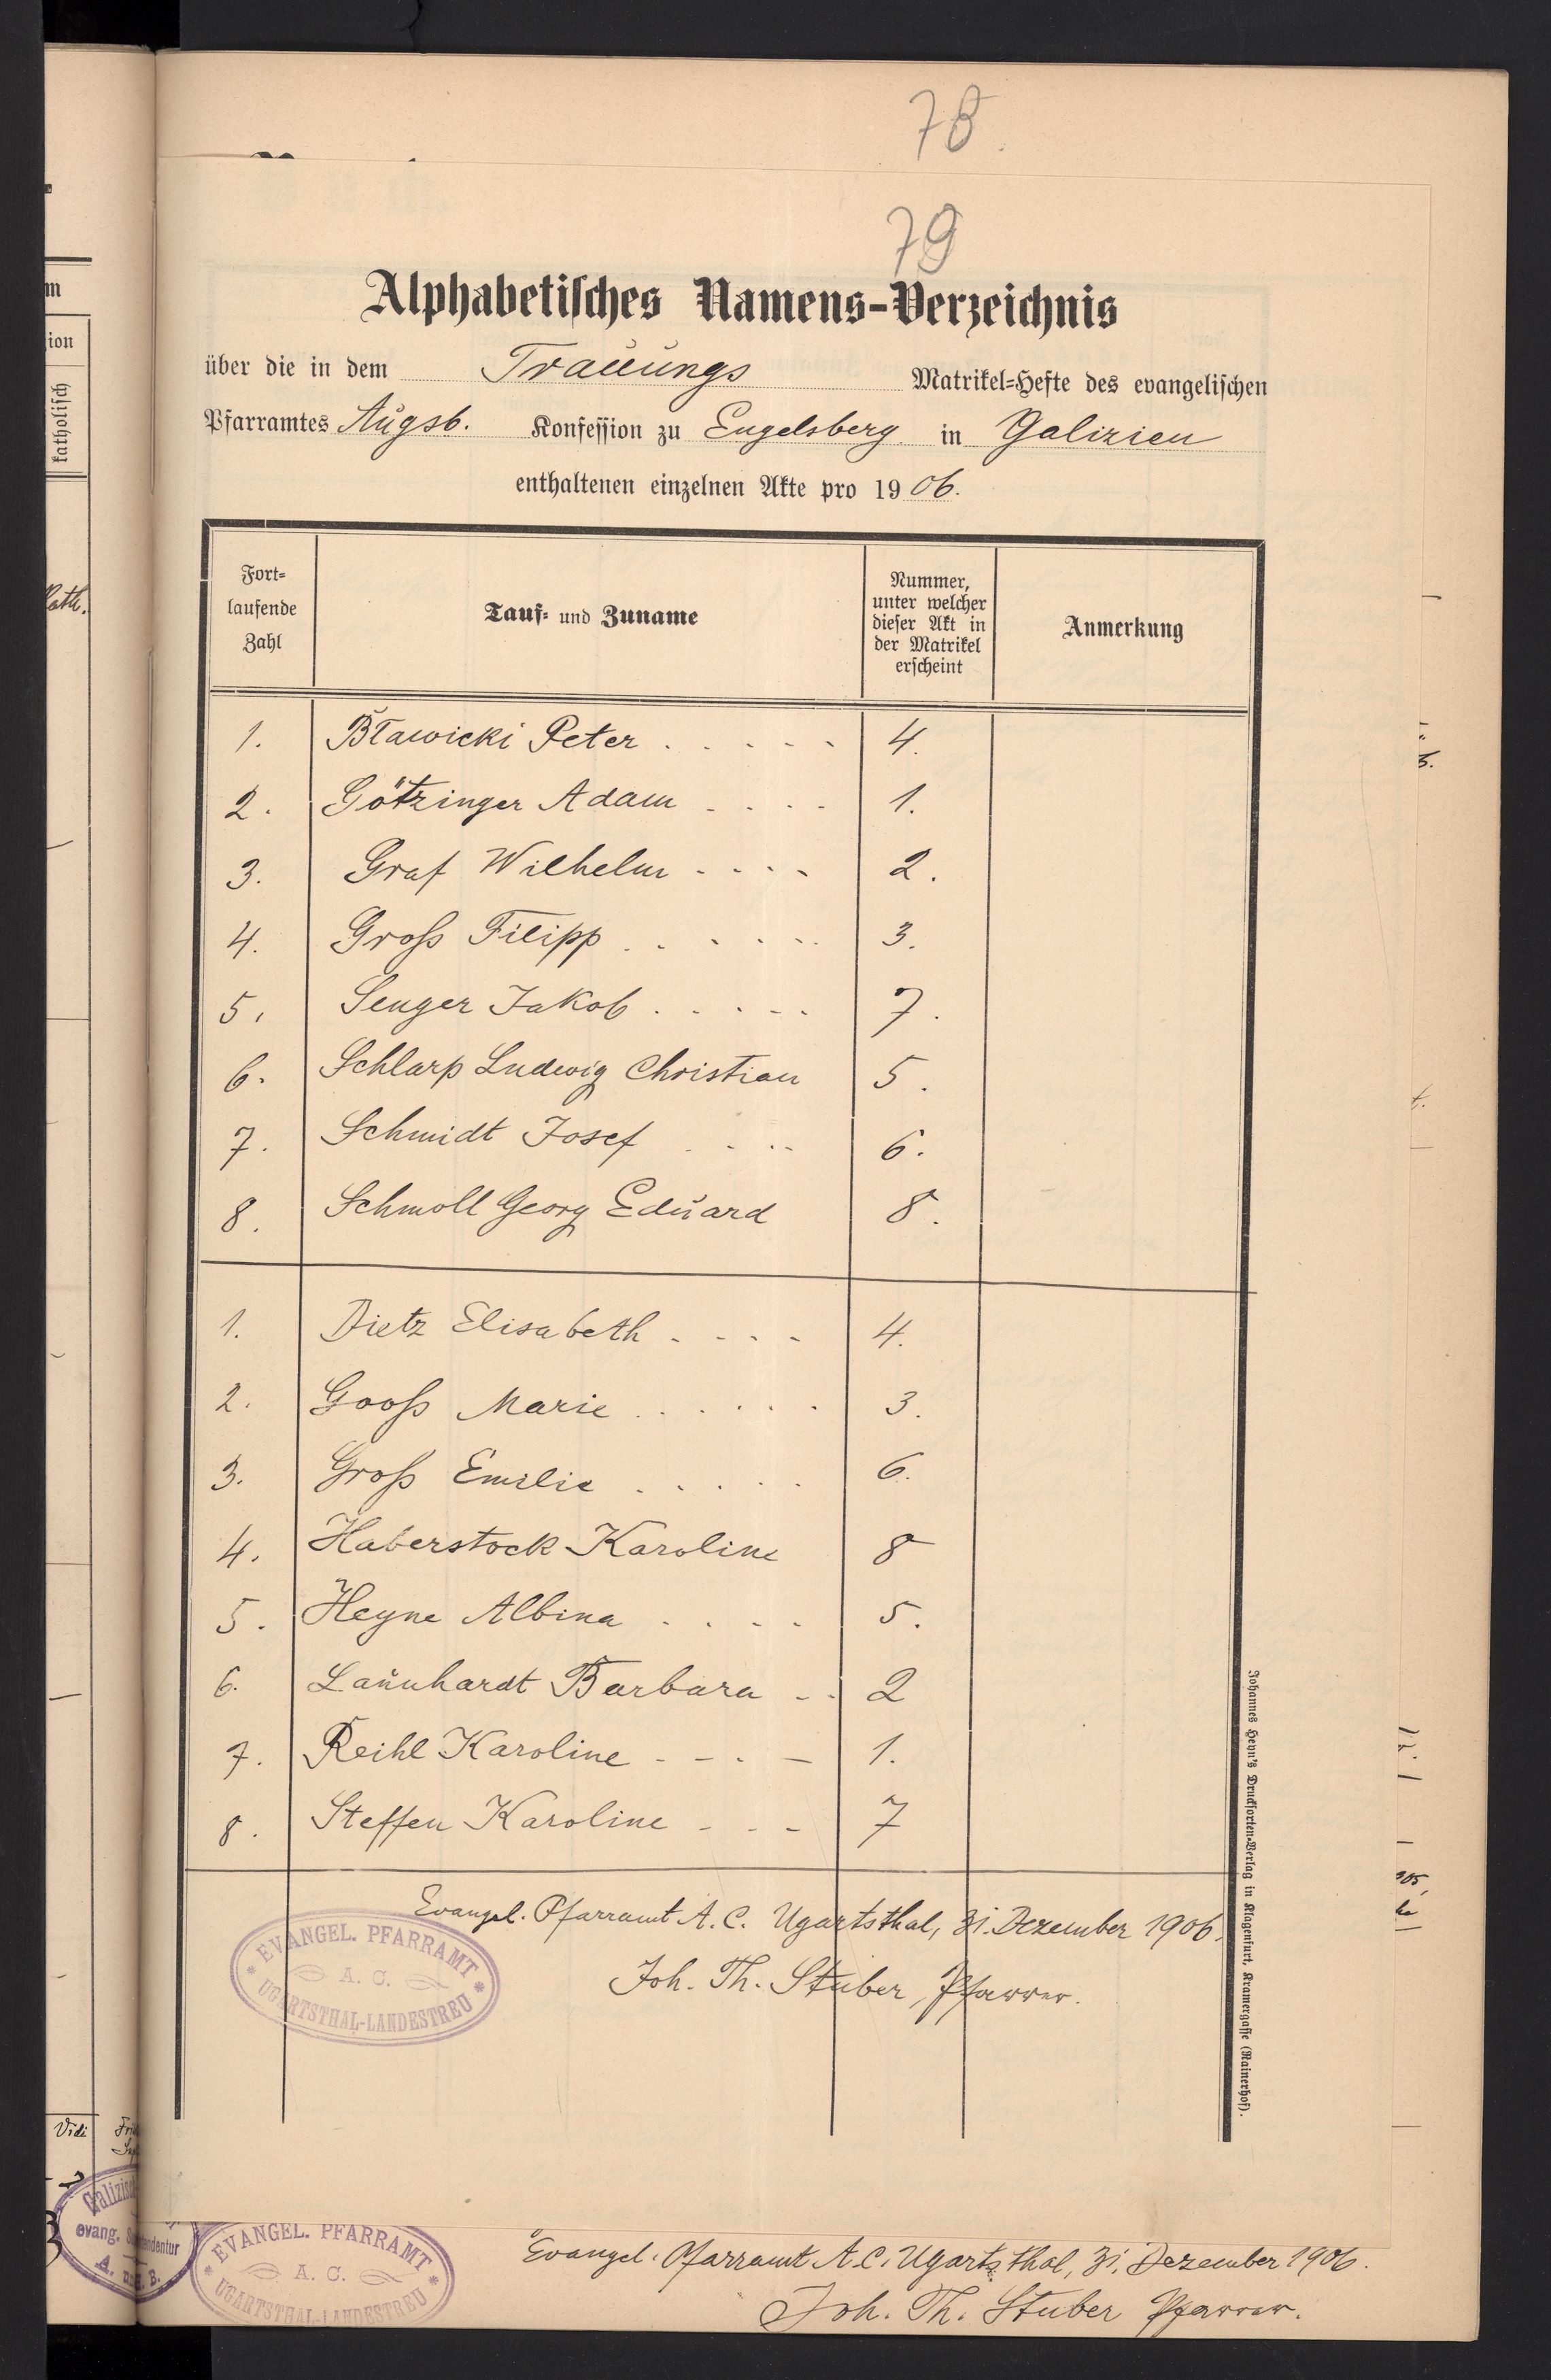 78.
79
Alphabetisches Namens-Verzeichnis
über die in dem Trauungs Matrikel-Hefte des evangelischen
Pfarramtes Augsb. Konfession zu Engelsberg in Galizien
enthaltenen einzelnen Akte pro 1906.
Fort-
laufende
Zahl
Tauf- und Zuname
Nummer,
unter welcher
dieser Akt in
der Matrikel
erscheint
Anmerkung
1. Bławicki Peter . . . . . 4.
2. Götzinger Adam . . . . 1.
3. Graf Wilhelm . . . . 2.
4. Groß Filipp . . . . . . 3.
5. Senger Jakob . . . . . 7.
6. Schlarp Ludwig Christian 5.
7. Schmidt Josef . . . . 6.
8. Schmoll Georg Eduard 8.
1. Dietz Elisabeth . . . . 4.
2. Gooß Marie . . . . . . 3.
3. Groß Emilie . . . . . 6.
4. Haberstock Karoline 8
5. Heyne Albina . . . . 5.
6. Launhardt Barbara - . 2
7. Reihl Karoline - - - - 1.
8. Steffen Karoline - - - 7
Evangel. Pfarramt A. C. Ugartsthal, 31. Dezember 1906.
Joh. Th. Stuber, Pfarrer.
EVANGEL. PFARRAMT
A. C.
UGARTSTHAL-LANDESTREU
Johannes Heyn's Drucksorten-Verlag in Klagenfurt, Kramergasse (Rainerhof).
Evangel. Pfarramt A. C. Ugartsthal, 31. Dezember 1906.
Joh. Th. Stuber Pfarrer.
EVANGEL. PFARRAMT
A. C.
UGARTSTHAL-LANDESTREU
katholisch
kath.
Vidi
evang.